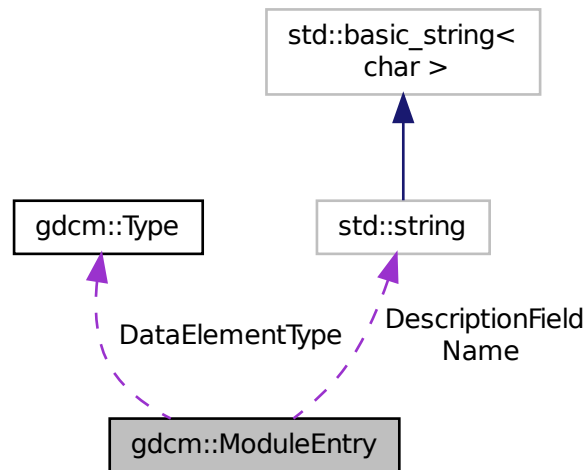 std::basic_string<
char >
gdcm::Type
std::string
DataElementType
DescriptionField
Name
gdcm::ModuleEntry